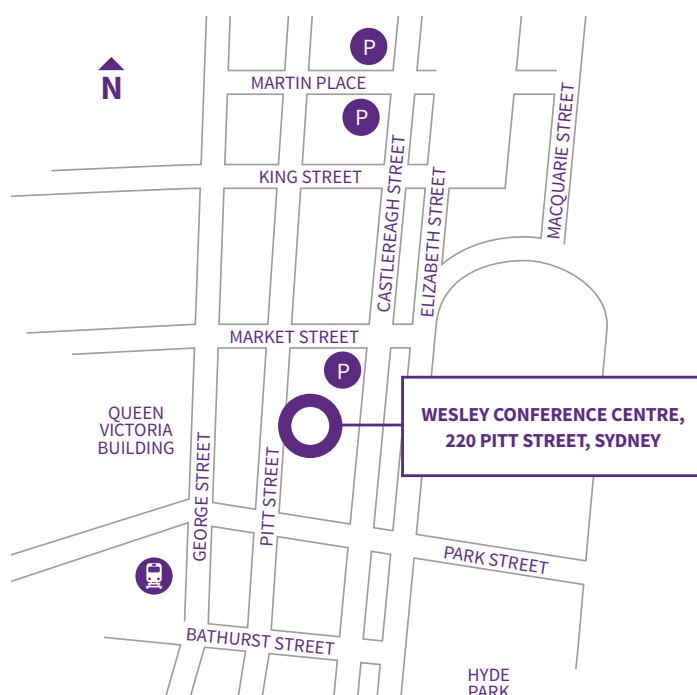 P
MARTIN PLACE
N
P
KING STREET
CASTLEREAGH STREET
ELIZABETH STREET
MACQUARIE STREET
MARKET STREET
P
WESLEY CONFERENCE CENTRE,
220 PITT STREET, SYDNEY
QUEEN
VICTORIA
BUILDING
GEORGE STREET
PITT STREET
PARK STREET
BATHURST STREET
HYDE
PARK